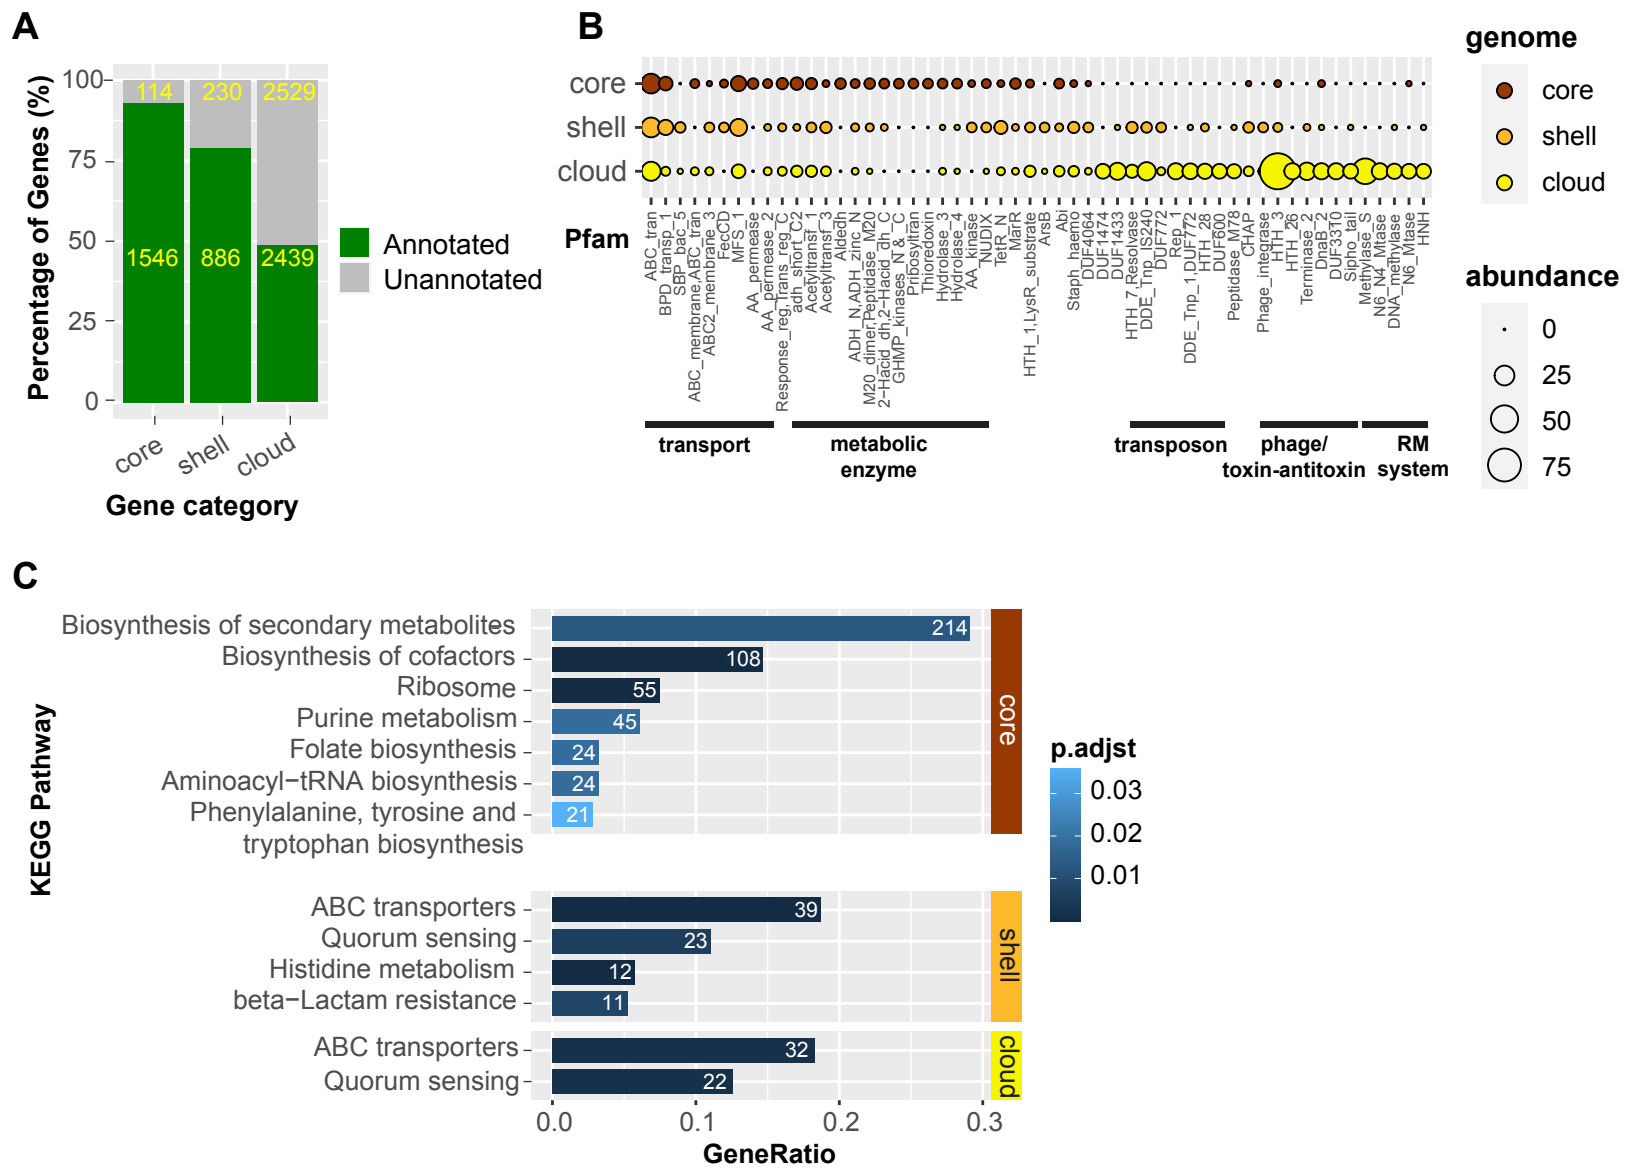 A
100
75
50
25
0
114
230
2529
1546
886
2439
core
shell
cloud
Percentage of Genes (%)
Gene category
Annotated
Unannotated
B
core
shell
cloud
Pfam
ABC_tran
BPD_transp_1
SBP_bac_5
ABC_membrane,ABC_tran
ABC2_membrane_3
FecCD
MFS_1
AA_permease
AA_permease_2
Response_reg,Trans_reg_C
adh_short_C2
Acetyltransf_1
Acetyltransf_3
Aldedh
ADH_N,ADH_zinc_N
M20_dimer,Peptidase_M20
2−Hacid_dh,2−Hacid_dh_C
GHMP_kinases_N
Pribosyltran
Thioredoxin
Hydrolase_3
Hydrolase_4
AA_kinase
NUDIX
TetR_N
MarR
HTH_1,LysR_substrate
ArsB
Abi
Staph_haemo
DUF4064
DUF1474
DUF1433
HTH_7,Resolvase
DDE_Tnp_IS240
DUF772
Rep_1
DDE_Tnp_1,DUF772
HTH_28
DUF600
Peptidase_M78
CHAP
Phage_integrase
HTH_3
HTH_26
Terminase_2
DnaB_2
DUF3310
Sipho_tail
Methylase_S
N6_N4_Mtase
DNA_methylase
N6_Mtase
HNH
transport
metabolic
enzyme
transposon
phage/
toxin-antitoxin
RM
system
genome
core
shell
cloud
abundance
0
25
50
75
C
KEGG Pathway
Biosynthesis of secondary metabolites
214
Biosynthesis of cofactors
108
Ribosome
55
Purine metabolism
45
Folate biosynthesis
24
Aminoacyl−tRNA biosynthesis
24
Phenylalanine, tyrosine and
tryptophan biosynthesis
21
core
ABC transporters
39
Quorum sensing
23
Histidine metabolism
12
beta−Lactam resistance
11
shell
ABC transporters
32
Quorum sensing
22
cloud
0.0
0.1
0.2
0.3
GeneRatio
p.adjst
0.03
0.02
0.01